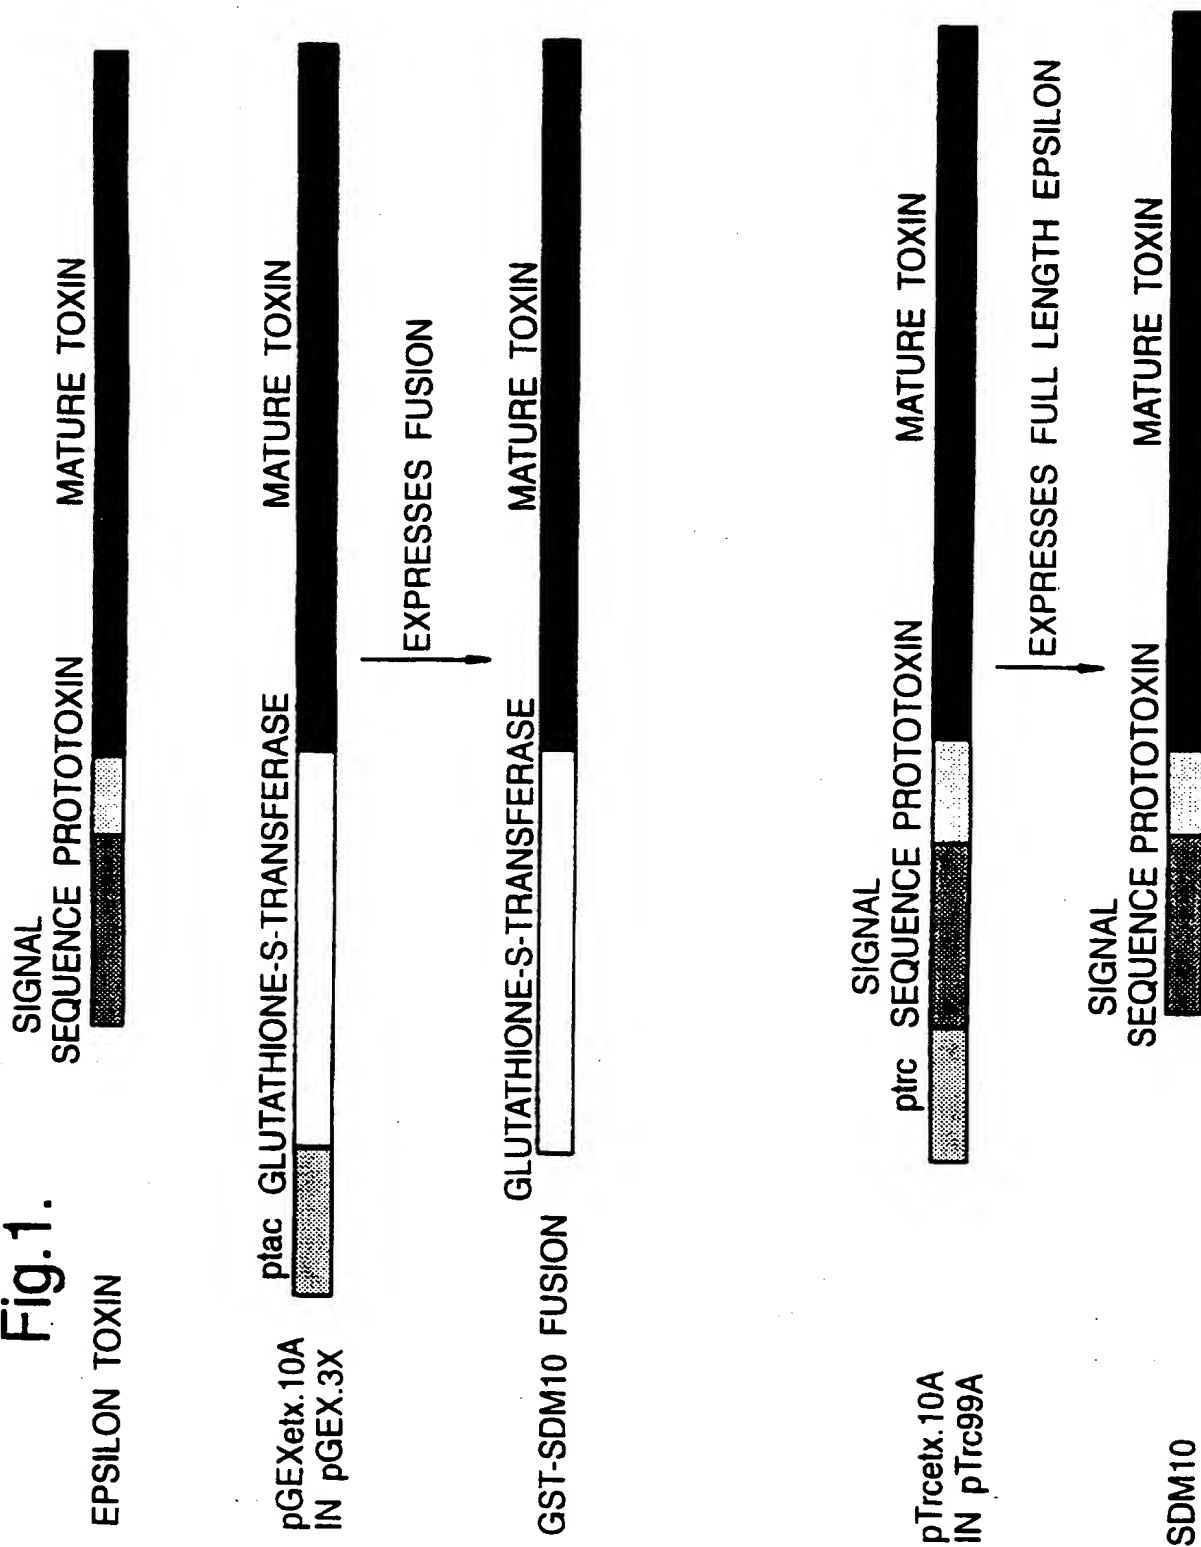 Fig.1.
SIGNAL
SEQUENCE PROTOTOXIN
MATURE TOXIN
EPSILON TOXIN
ptac GLUTATHIONE-S-TRANSFERASE
MATURE TOXIN
pGEXetx.10A
IN pGEX.3X
EXPRESSES FUSION
GLUTATHIONE-S-TRANSFERASE
MATURE TOXIN
GST-SDM10 FUSION
SIGNAL
ptrc SEQUENCE PROTOTOXIN
MATURE TOXIN
pTrcetx.10A
IN pTrc99A
EXPRESSES FULL LENGTH EPSILON
SIGNAL
SEQUENCE PROTOTOXIN
MATURE TOXIN
SDM10